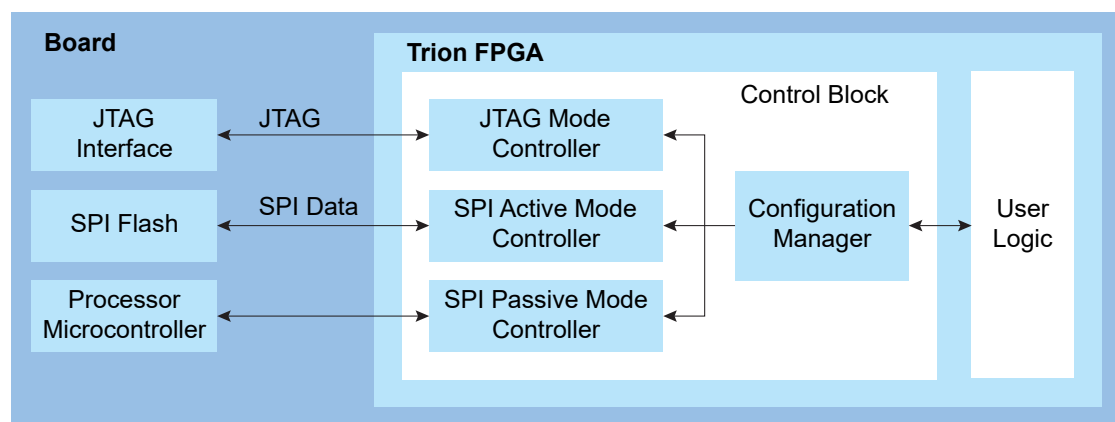 Board
Trion FPGA
Control Block
JTAG
Interface
JTAG
JTAG Mode
Controller
SPI Flash
SPI Data
SPI Active Mode
Controller
Configuration
Manager
User
Logic
Processor
Microcontroller
SPI Passive Mode
Controller